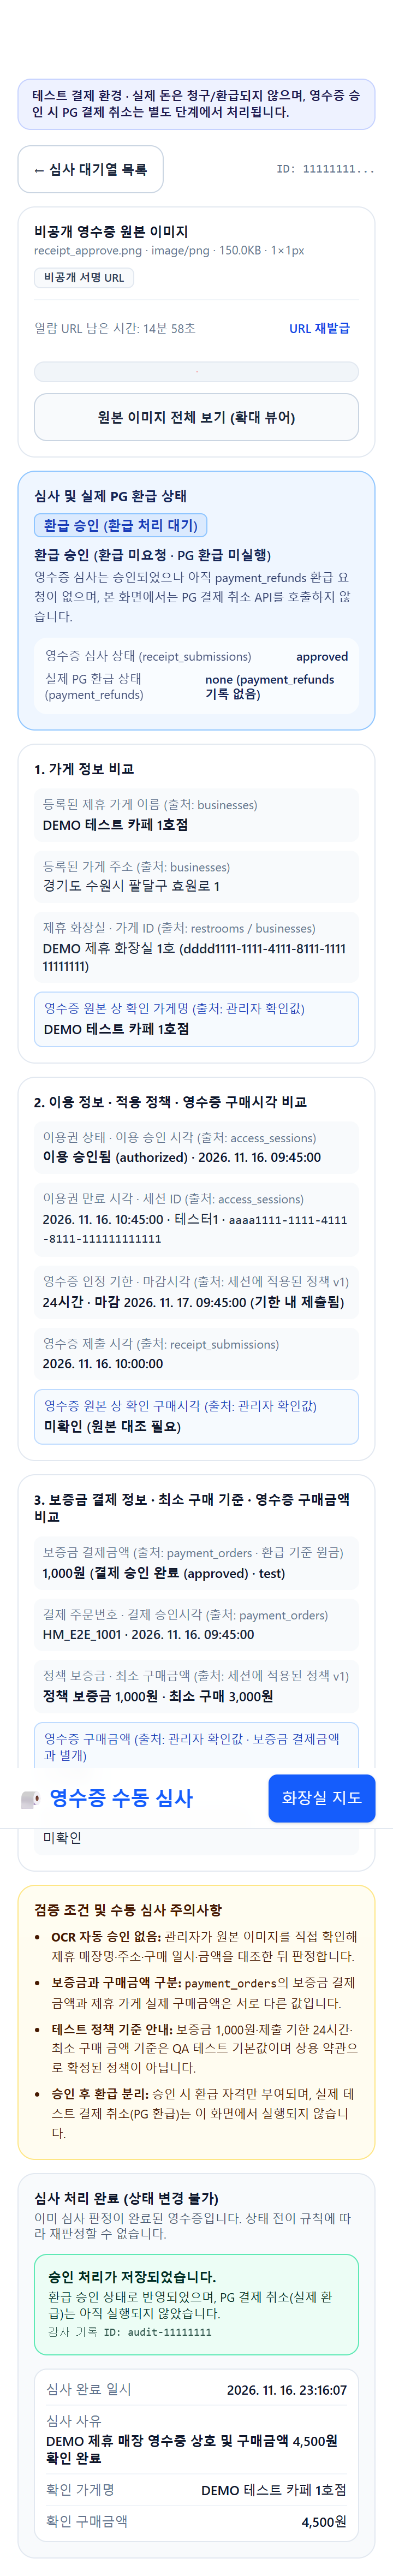 테스트 결제 환경 · 실제 돈은 청구/환급되지 않으며, 영수증 승
인 시 PG 결제 취소는 별도 단계에서 처리됩니다.
← 심사 대기열 목록
ID: 11111111...
비공개 영수증 원본 이미지
receipt_approve.png · image/png · 150.0KB · 1×1px
비공개 서명 URL
열람 URL 남은 시간: 14분 58초
URL 재발급
원본 이미지 전체 보기 (확대 뷰어)
심사 및 실제 PG 환급 상태
환급 승인 (환급 처리 대기)
환급 승인 (환급 미요청 · PG 환급 미실행)
영수증 심사는 승인되었으나 아직 payment_refunds 환급 요
청이 없으며, 본 화면에서는 PG 결제 취소 API를 호출하지 않
습니다.
영수증 심사 상태 (receipt_submissions)
approved
실제 PG 환급 상태
(payment_refunds)
none (payment_refunds
기록 없음)
1. 가게 정보 비교
등록된 제휴 가게 이름 (출처: businesses)
DEMO 테스트 카페 1호점
등록된 가게 주소 (출처: businesses)
경기도 수원시 팔달구 효원로 1
제휴 화장실 · 가게 ID (출처: restrooms / businesses)
DEMO 제휴 화장실 1호 (dddd1111-1111-4111-8111-1111
11111111)
영수증 원본 상 확인 가게명 (출처: 관리자 확인값)
DEMO 테스트 카페 1호점
2. 이용 정보 · 적용 정책 · 영수증 구매시각 비교
이용권 상태 · 이용 승인 시각 (출처: access_sessions)
이용 승인됨 (authorized) · 2026. 11. 16. 09:45:00
이용권 만료 시각 · 세션 ID (출처: access_sessions)
2026. 11. 16. 10:45:00 · 테스터1 · aaaa1111-1111-4111
-8111-111111111111
영수증 인정 기한 · 마감시각 (출처: 세션에 적용된 정책 v1)
24시간 · 마감 2026. 11. 17. 09:45:00 (기한 내 제출됨)
영수증 제출 시각 (출처: receipt_submissions)
2026. 11. 16. 10:00:00
영수증 원본 상 확인 구매시각 (출처: 관리자 확인값)
미확인 (원본 대조 필요)
3. 보증금 결제 정보 · 최소 구매 기준 · 영수증 구매금액
비교
보증금 결제금액 (출처: payment_orders · 환급 기준 원금)
1,000원 (결제 승인 완료 (approved) · test)
결제 주문번호 · 결제 승인시각 (출처: payment_orders)
HM_E2E_1001 · 2026. 11. 16. 09:45:00
정책 보증금 · 최소 구매금액 (출처: 세션에 적용된 정책 v1)
정책 보증금 1,000원 · 최소 구매 3,000원
영수증 구매금액 (출처: 관리자 확인값 · 보증금 결제금액
과 별개)
영수증 수동 심사
화장실 지도
미확인
검증 조건 및 수동 심사 주의사항
• OCR 자동 승인 없음: 관리자가 원본 이미지를 직접 확인해
제휴 매장명·주소·구매 일시·금액을 대조한 뒤 판정합니다.
• 보증금과 구매금액 구분: payment_orders의 보증금 결제
금액과 제휴 가게 실제 구매금액은 서로 다른 값입니다.
• 테스트 정책 기준 안내: 보증금 1,000원·제출 기한 24시간·
최소 구매 금액 기준은 QA 테스트 기본값이며 상용 약관으
로 확정된 정책이 아닙니다.
• 승인 후 환급 분리: 승인 시 환급 자격만 부여되며, 실제 테
스트 결제 취소(PG 환급)는 이 화면에서 실행되지 않습니
다.
심사 처리 완료 (상태 변경 불가)
이미 심사 판정이 완료된 영수증입니다. 상태 전이 규칙에 따
라 재판정할 수 없습니다.
승인 처리가 저장되었습니다.
환급 승인 상태로 반영되었으며, PG 결제 취소(실제 환
급)는 아직 실행되지 않았습니다.
감사 기록 ID: audit-11111111
심사 완료 일시
2026. 11. 16. 23:16:07
심사 사유
DEMO 제휴 매장 영수증 상호 및 구매금액 4,500원
확인 완료
확인 가게명
DEMO 테스트 카페 1호점
확인 구매금액
4,500원